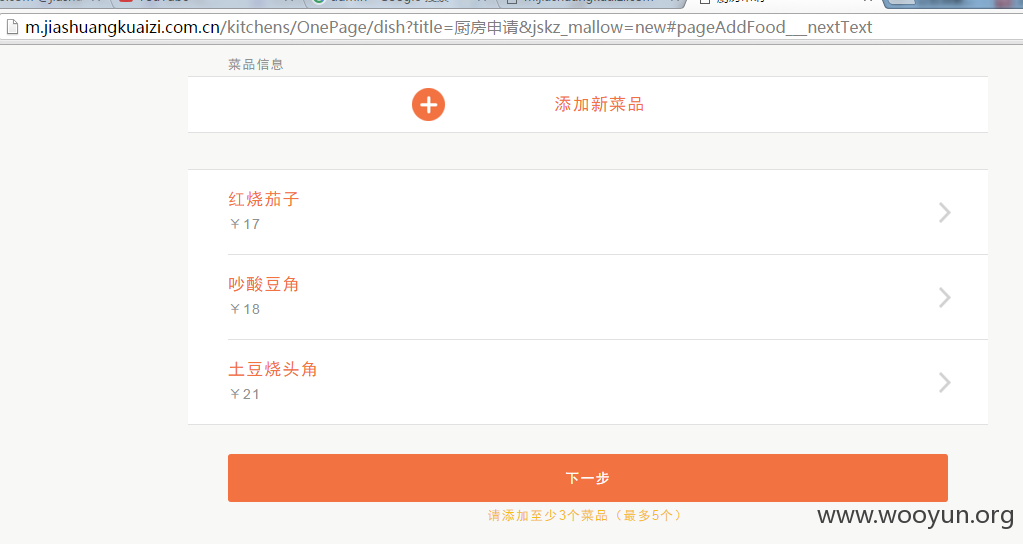 m.jiashuangkuaizi.com.cn/kitchens/OnePage/dish?title=厨房申请&jskz_mallow=new#pageAddFood___nextText
菜品信息
添加新菜品
红烧茄子
￥17
吵酸豆角
￥18
土豆烧头角
￥21
下一步
请添加至少3个菜品（最多5个）
www.wooyun.org